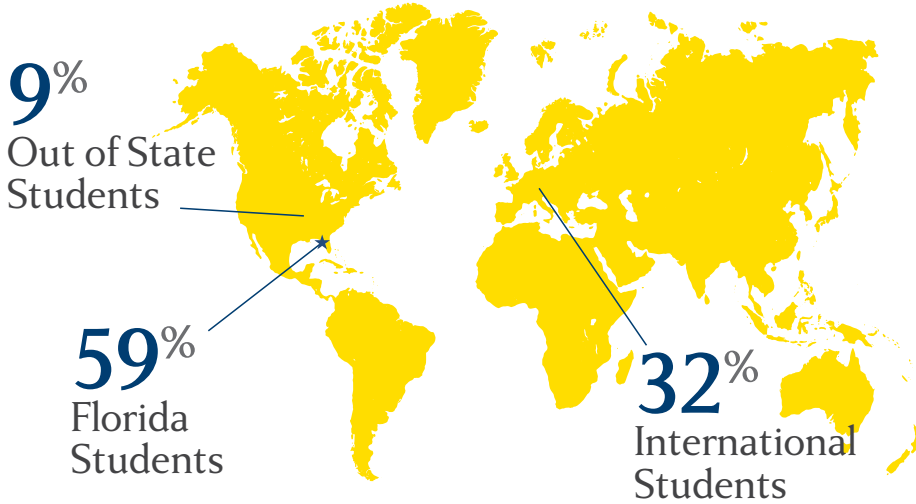 9%
Out of State
Students
59%
Florida
Students
32%
International
Students